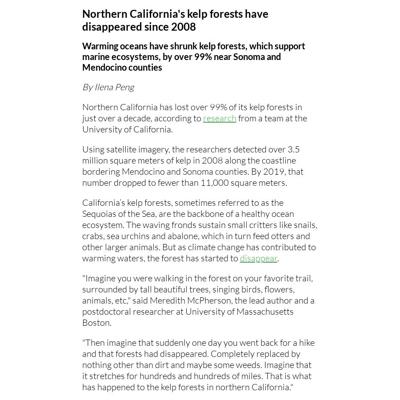 Northern California's kelp forests have
disappeared since 2008
Warming oceans have shrunk kelp forests, which support
marine ecosystems, by over 99% near Sonoma and
Mendocino counties
By Ilena Peng
Northern California has lost over 99% of its kelp forests in
just over a decade, according to research from a team at the
University of California.
Using satellite imagery, the researchers detected over 3.5
million square meters of kelp in 2008 along the coastline
bordering Mendocino and Sonoma counties. By 2019, that
number dropped to fewer than 11,000 square meters.
California's kelp forests, sometimes referred to as the
Sequoias of the Sea, are the backbone of a healthy ocean
ecosystem. The waving fronds sustain small critters like snails,
crabs, sea urchins and abalone, which in turn feed otters and
other larger animals. But as climate change has contributed to
warming waters, the forest has started to disappear.
"Imagine you were walking in the forest on your favorite trail,
surrounded by tall beautiful trees, singing birds, flowers,
animals, etc," said Meredith McPherson, the lead author and a
postdoctoral researcher at University of Massachusetts
Boston.
"Then imagine that suddenly one day you went back for a hike
and that forests had disappeared. Completely replaced by
nothing other than dirt and maybe some weeds. Imagine that
it stretches for hundreds and hundreds of miles. That is what
has happened to the kelp forests in northern California."